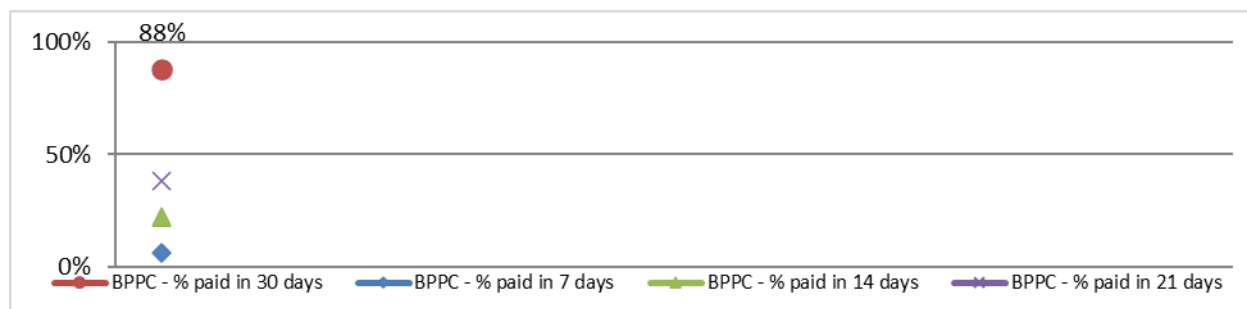 88%
100%
50%
0%
BPPC - % paid in 30 days BPPC - % paid in 7 days BPPC - % paid in 14 days BPPC - % paid in 21 days